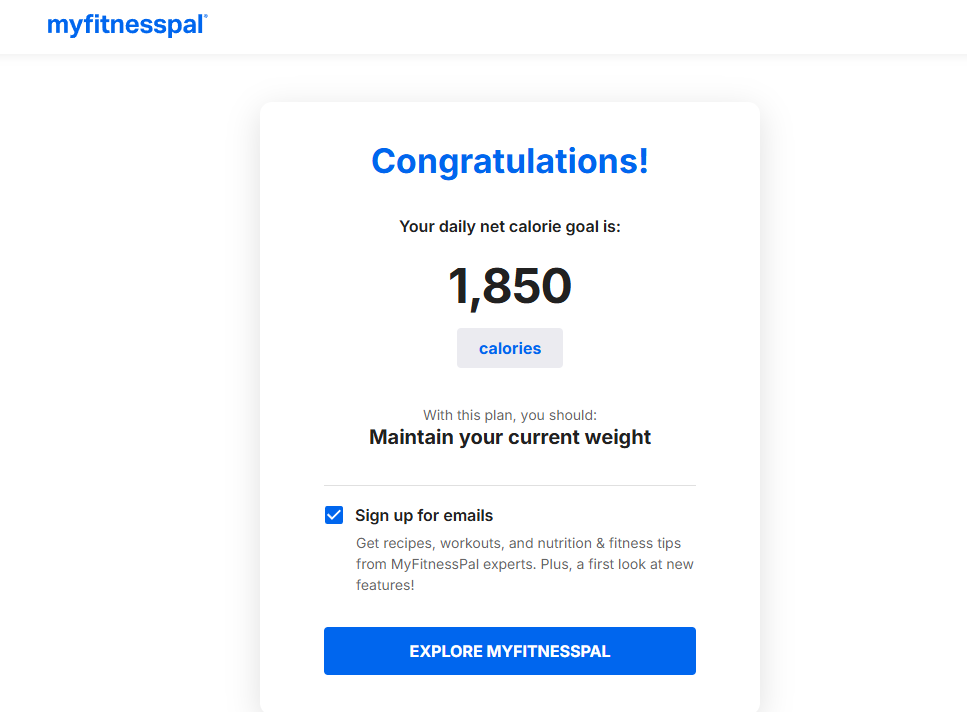 myfitnesspal®
Congratulations!
Your daily net calorie goal is:
1,850
calories
With this plan, you should:
Maintain your current weight
Sign up for emails
Get recipes, workouts, and nutrition & fitness tips
from MyFitnessPal experts. Plus, a first look at new
features!
EXPLORE MYFITNESSPAL